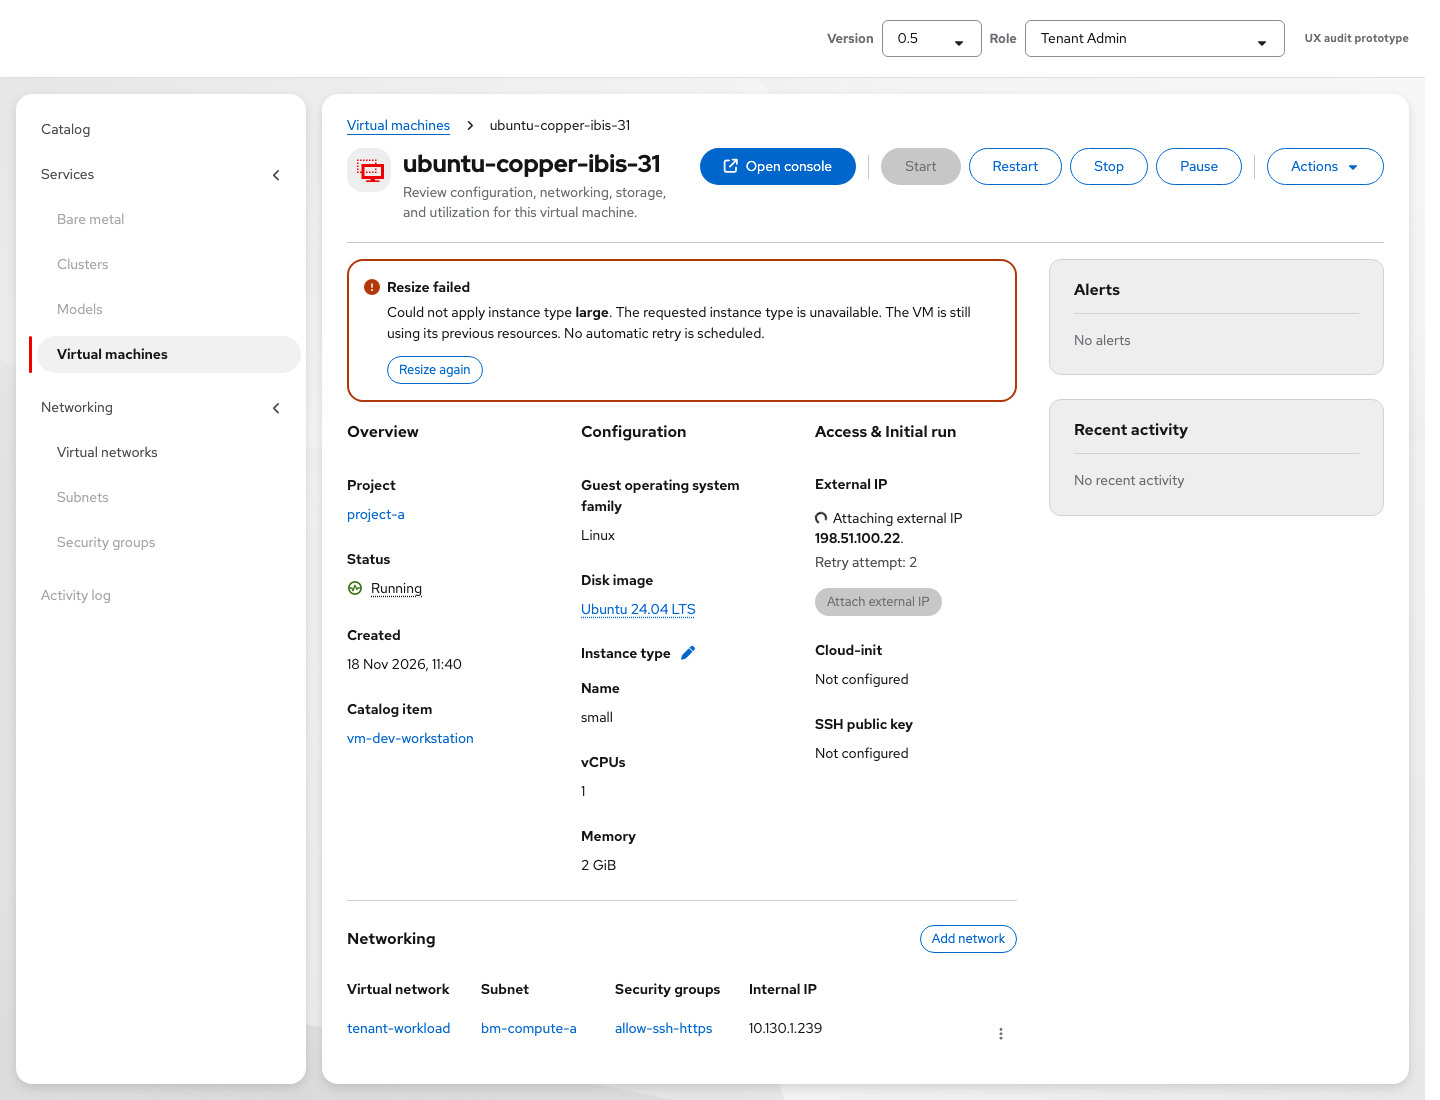 Version
0.5
Role
Tenant Admin
UX audit prototype
Catalog
Services
Bare metal
Clusters
Models
Virtual machines
Networking
Virtual networks
Subnets
Security groups
Activity log
Virtual machines
ubuntu-copper-ibis-31
ubuntu-copper-ibis-31
Review configuration, networking, storage,
and utilization for this virtual machine.
Open console
Start
Restart
Stop
Pause
Actions
Resize failed
Could not apply instance type large. The requested instance type is unavailable. The VM is still
using its previous resources. No automatic retry is scheduled.
Resize again
Overview
Project
project-a
Status
Running
Created
18 Nov 2026, 11:40
Catalog item
vm-dev-workstation
Configuration
Guest operating system
family
Linux
Disk image
Ubuntu 24.04 LTS
Instance type
Name
small
vCPUs
1
Memory
2 GiB
Access & Initial run
External IP
Attaching external IP
198.51.100.22.
Retry attempt: 2
Attach external IP
Cloud-init
Not configured
SSH public key
Not configured
Networking
Add network
Virtual network
Subnet
Security groups
Internal IP
tenant-workload
bm-compute-a
allow-ssh-https
10.130.1.239
Alerts
No alerts
Recent activity
No recent activity